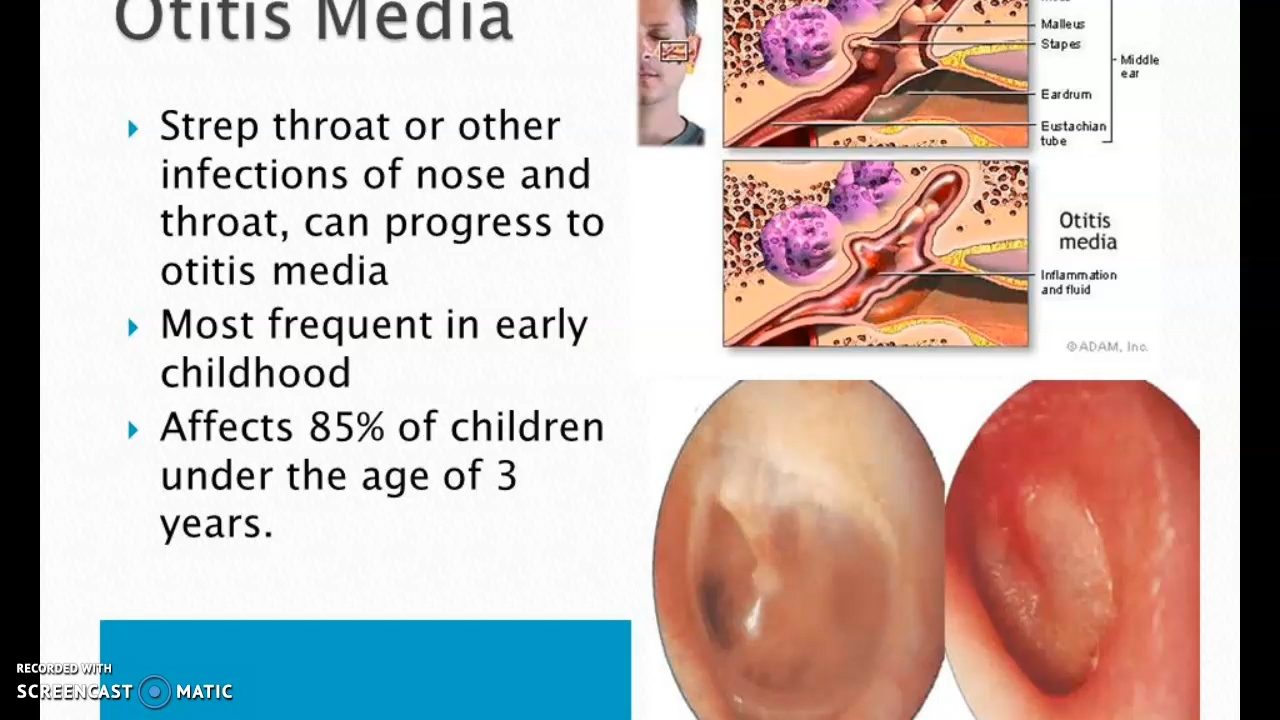 Otitis Media
Strep throat or other
infections of nose and
throat, can progress to
otitis media
Most frequent in early
childhood
Affects 85% of children
under the age of 3
years.
Malleus
Stapes
Middle
ear
Eardrum
Eustachian
tube
Otitis
media
Inflammation
and fluid
©ADAM, Inc.
RECORDED WITH
SCREENCAST MATIC